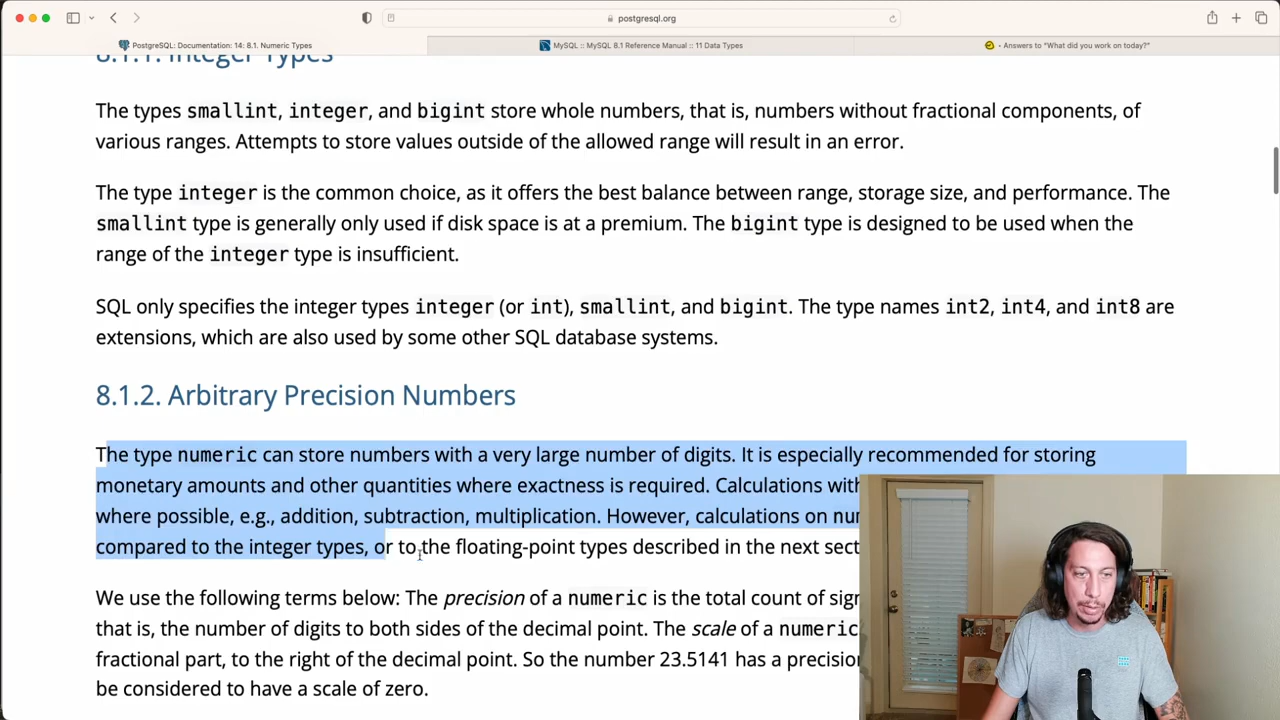 postgresql.org
PostgreSQL: Documentation: 14: 8.1. Numeric Types
MySQL :: MySQL 8.1 Reference Manual :: 11 Data Types
Answers to "What did you work on today?"
8.1.1. Integer Types
The types smallint, integer, and bigint store whole numbers, that is, numbers without fractional components, of
various ranges. Attempts to store values outside of the allowed range will result in an error.
The type integer is the common choice, as it offers the best balance between range, storage size, and performance. The
smallint type is generally only used if disk space is at a premium. The bigint type is designed to be used when the
range of the integer type is insufficient.
SQL only specifies the integer types integer (or int), smallint, and bigint. The type names int2, int4, and int8 are
extensions, which are also used by some other SQL database systems.
8.1.2. Arbitrary Precision Numbers
The type numeric can store numbers with a very large number of digits. It is especially recommended for storing
monetary amounts and other quantities where exactness is required. Calculations with
where possible, e.g., addition, subtraction, multiplication. However, calculations on num
compared to the integer types, or to the floating-point types described in the next sect
We use the following terms below: The precision of a numeric is the total count of sign
that is, the number of digits to both sides of the decimal point. The scale of a numeric
fractional part, to the right of the decimal point. So the number 23.5141 has a precision
be considered to have a scale of zero.